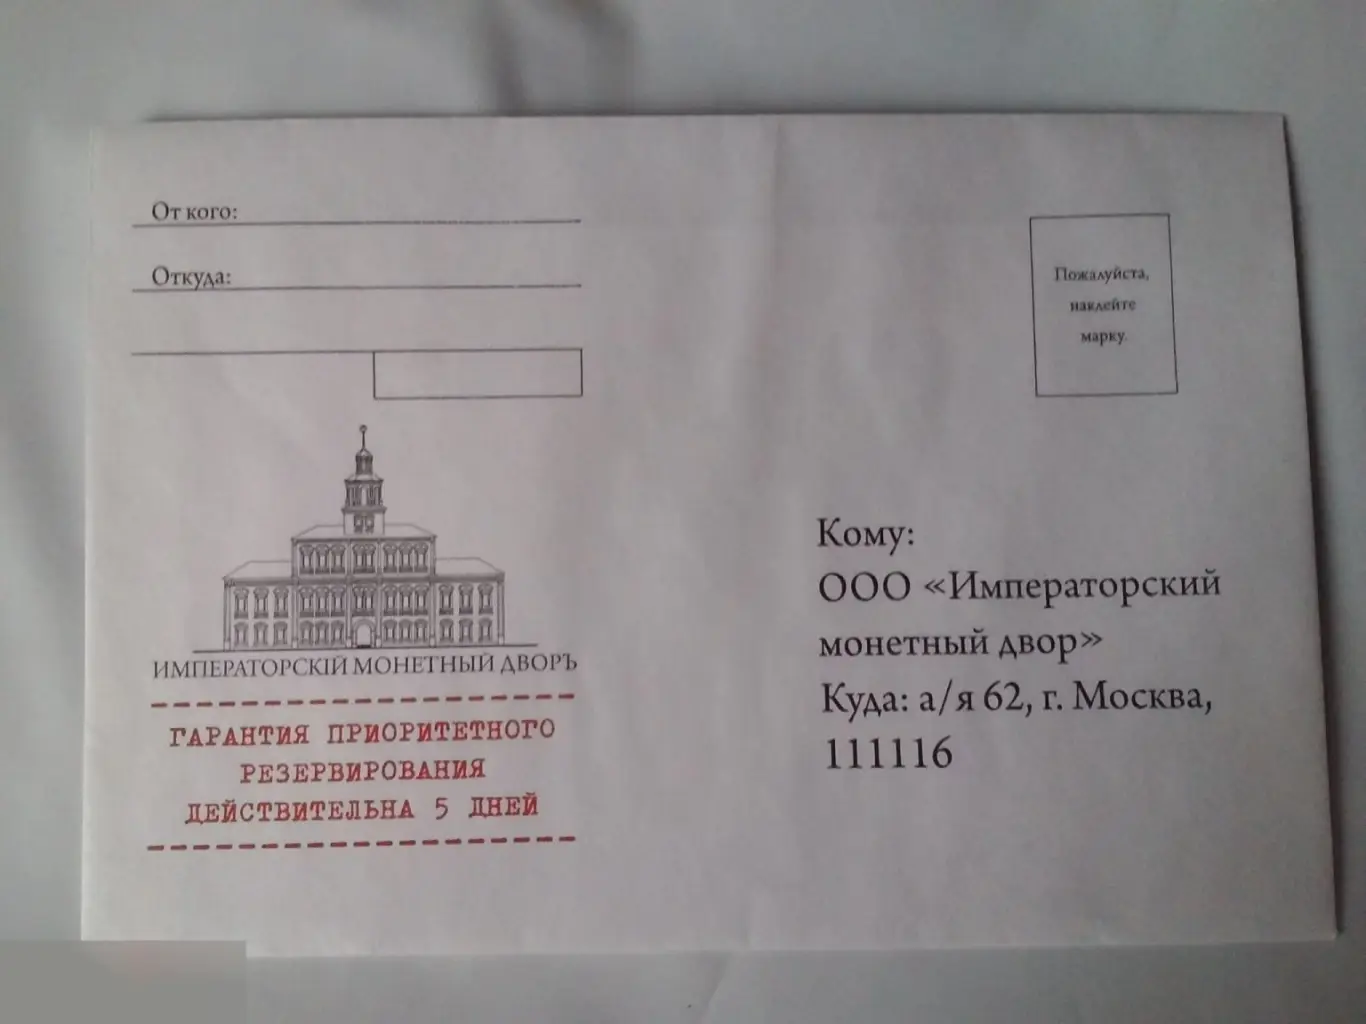 От кого:
Откуда:
Пожалуйста,
наклейте
марку.
ИМПЕРАТОРСКІЙ МОНЕТНЫЙ ДВОРЪ
ГАРАНТИЯ ПРИОРИТЕТНОГО
РЕЗЕРВИРОВАНИЯ
ДЕЙСТВИТЕЛЬНА 5 ДНЕЙ
Кому:
ООО «Императорский
монетный двор»
Куда: а/я 62, г. Москва,
111116